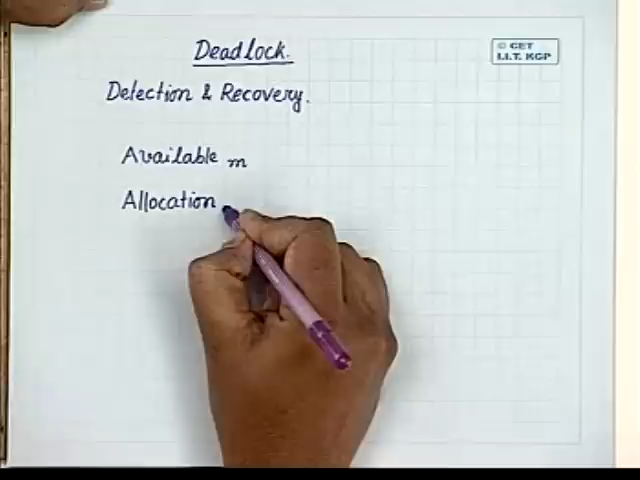 Deadlock.
© CET
I.I.T. KGP
Detection & Recovery.
Available m
Allocation